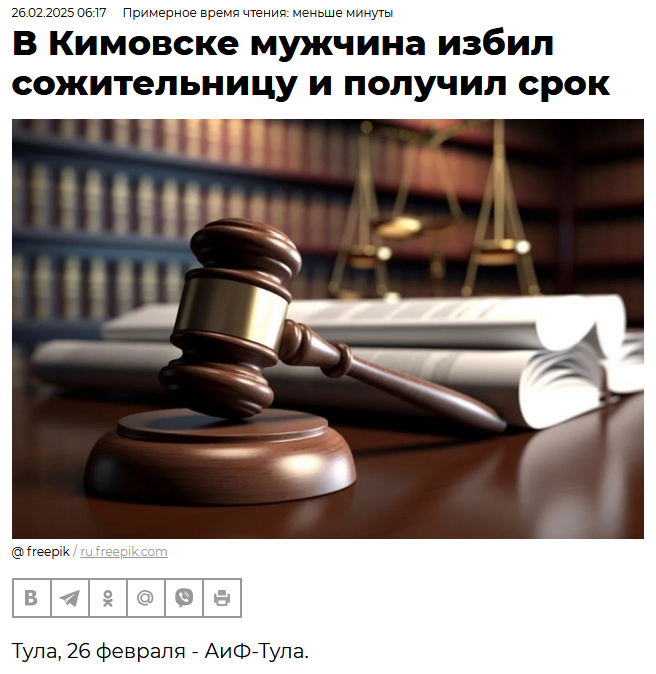 26.02.2025 06:17 Примерное время чтения: меньше минуты
В Кимовске мужчина избил
сожительницу и получил срок
@ freepik / ru.freepik.com
Тула, 26 февраля - АиФ-Тула.